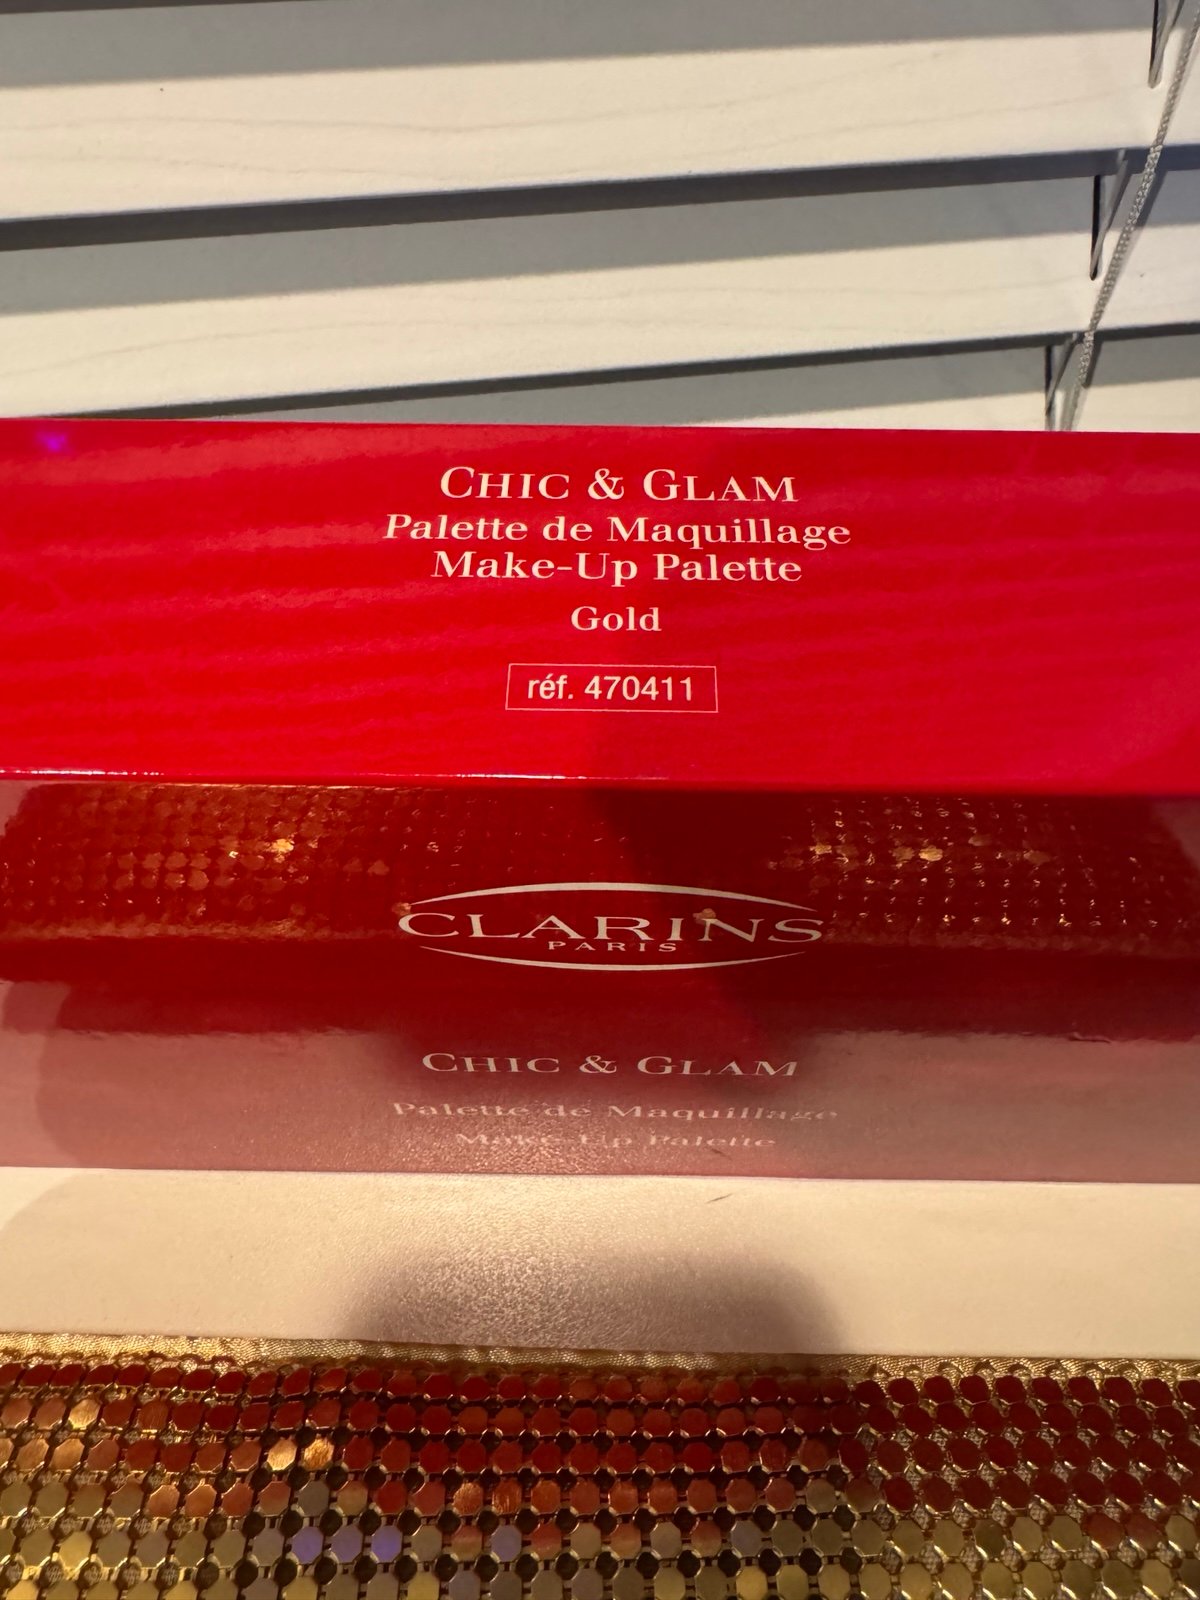 CHIC & GLAM
Palette de Maquillage
Make-Up Palette
Gold
réf. 470411
CLARINS
PARIS
CHIC & GLAM
Palette de Maquillage
Make-Up Palette